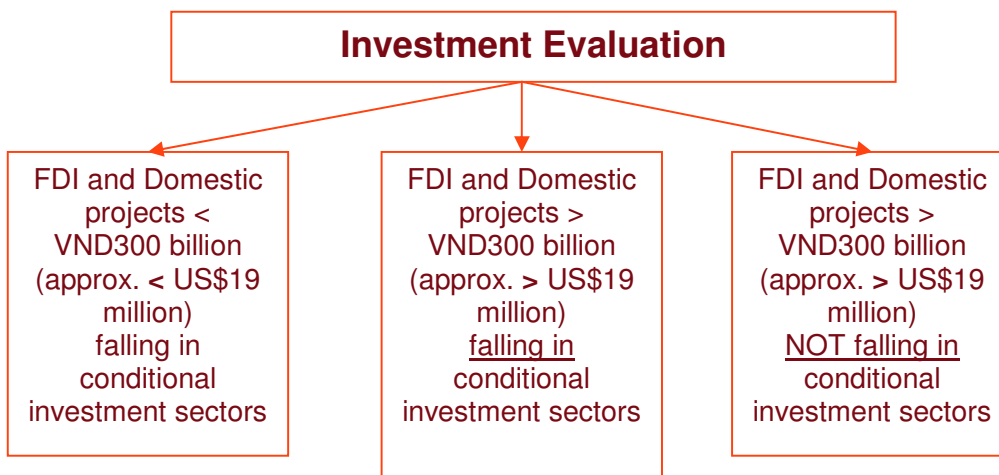 Investment Evaluation
FDI and Domestic
projects <
VND300 billion
(approx. < US$19
million)
falling in
conditional
investment sectors
FDI and Domestic
projects >
VND300 billion
(approx. > US$19
million)
falling in
conditional
investment sectors
FDI and Domestic
projects >
VND300 billion
(approx. > US$19
million)
NOT falling in
conditional
investment sectors